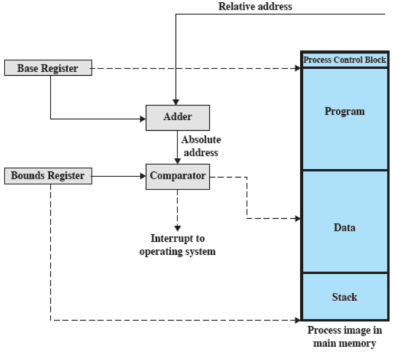 Relative address
Process Control Block
Base Register
Program
Adder
Absolute
address
Bounds Register
Comparator
Data
Interrupt to
operating system
Stack
Process image in
main memory